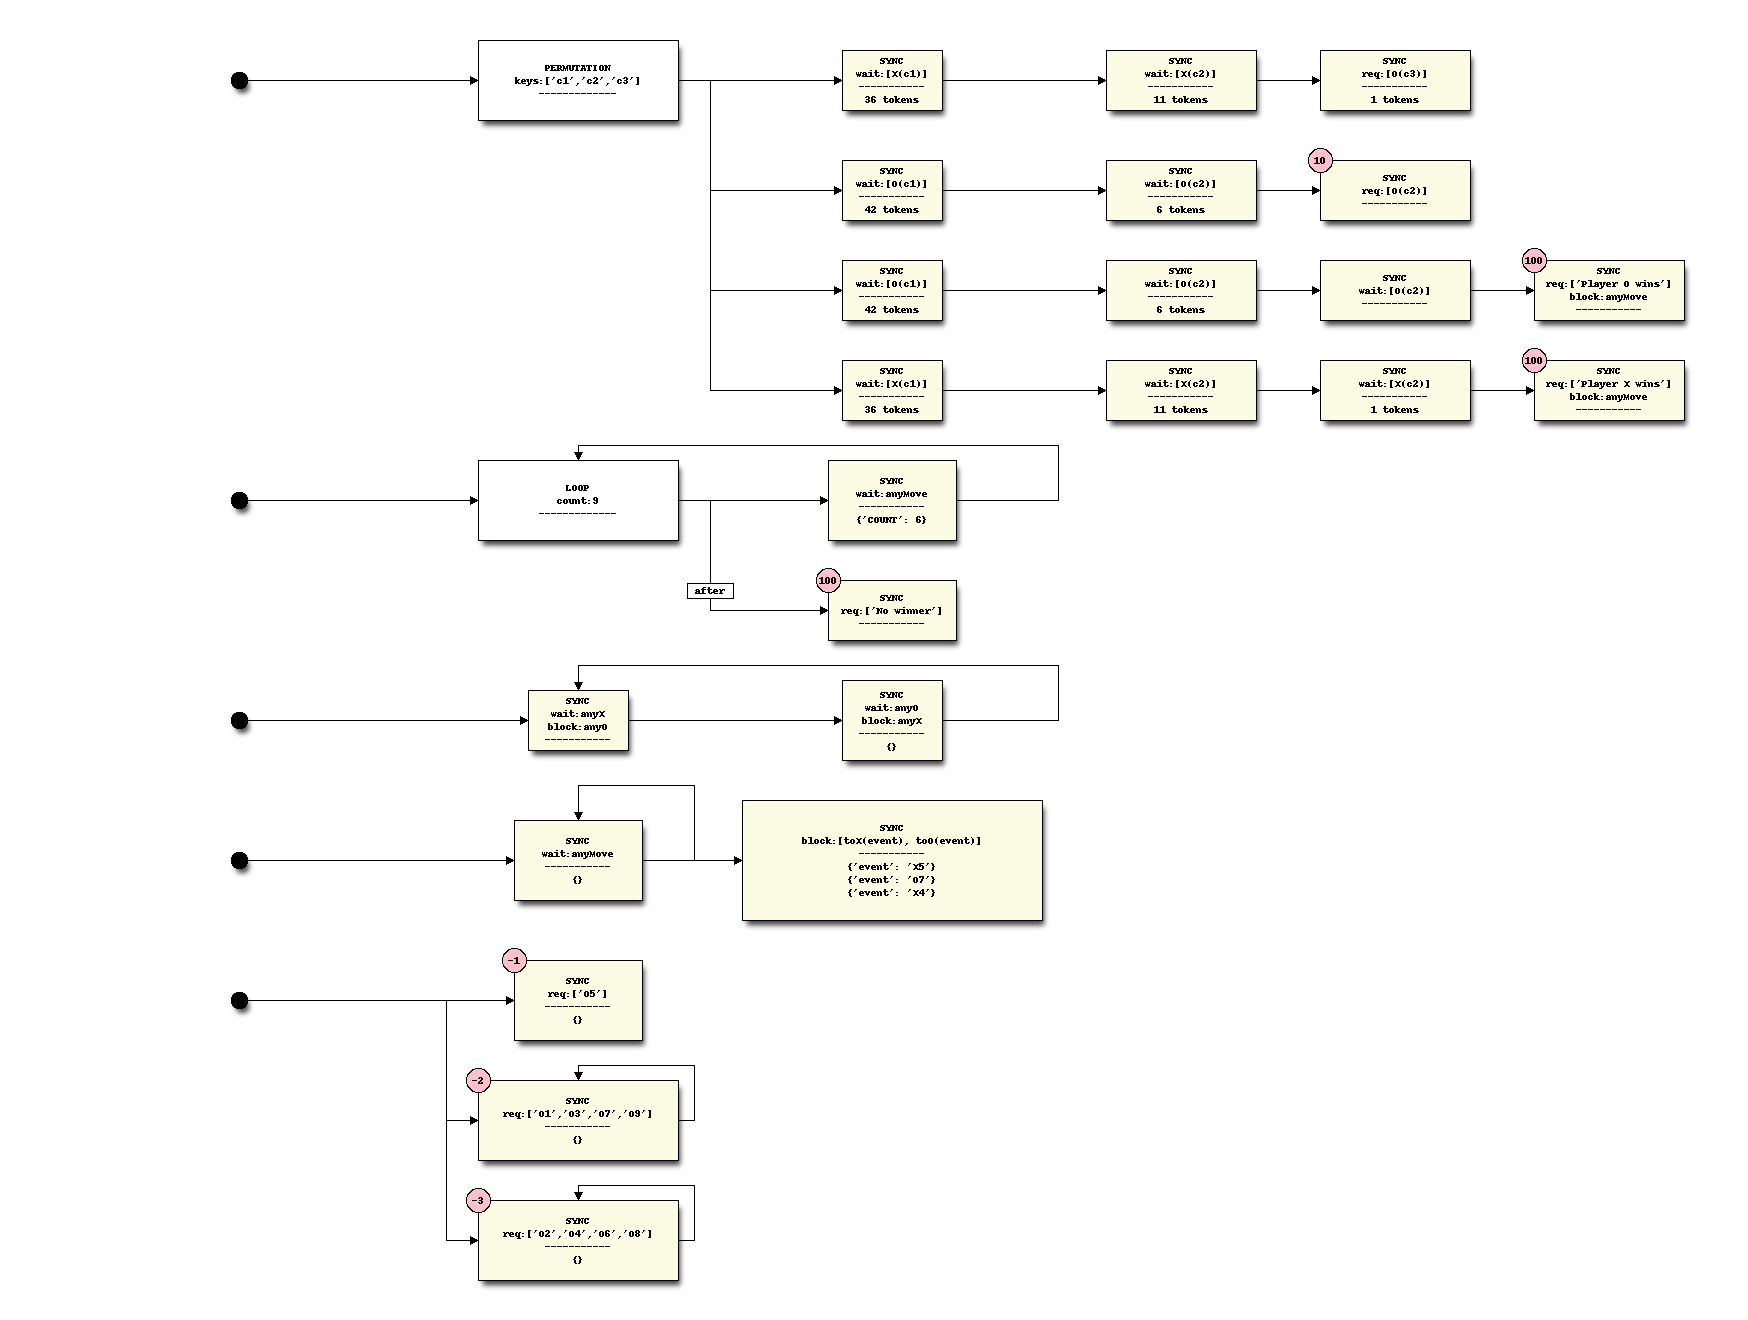 PERMUTATION
keys:['c1','c2','c3']
-------------
SYNC
wait:[X(c1)]
-----------
36 tokens
SYNC
wait:[X(c2)]
-----------
11 tokens
SYNC
req:[O(c3)]
-----------
1 tokens
SYNC
wait:[O(c1)]
-----------
42 tokens
SYNC
wait:[O(c2)]
-----------
6 tokens
10
SYNC
req:[O(c2)]
-----------
SYNC
wait:[O(c1)]
-----------
42 tokens
SYNC
wait:[O(c2)]
-----------
6 tokens
SYNC
wait:[O(c2)]
-----------
100
SYNC
req:['Player O wins']
block:anyMove
-----------
SYNC
wait:[X(c1)]
-----------
36 tokens
SYNC
wait:[X(c2)]
-----------
11 tokens
SYNC
wait:[X(c2)]
-----------
1 tokens
100
SYNC
req:['Player X wins']
block:anyMove
-----------
LOOP
count:9
-------------
SYNC
wait:anyMove
-----------
{'COUNT': 6}
after
100
SYNC
req:['No winner']
-----------
SYNC
wait:anyX
block:anyO
-----------
SYNC
wait:anyO
block:anyX
-----------
{}
SYNC
wait:anyMove
-----------
{}
SYNC
block:[toX(event), toO(event)]
-----------
{'event': 'X5'}
{'event': 'O7'}
{'event': 'X4'}
-1
SYNC
req:['O5']
-----------
{}
-2
SYNC
req:['O1','O3','O7','O9']
-----------
{}
-3
SYNC
req:['O2','O4','O6','O8']
-----------
{}